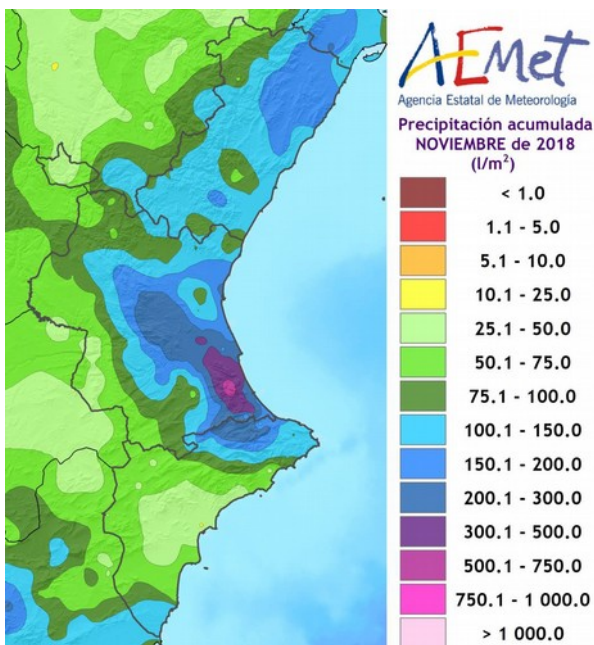 AEMet
Agencia Estatal de Meteorología
Precipitación acumulada
NOVIEMBRE de 2018
(l/m²)
< 1.0
1.1 - 5.0
5.1 - 10.0
10.1 - 25.0
25.1 - 50.0
50.1 - 75.0
75.1 - 100.0
100.1 - 150.0
150.1 - 200.0
200.1 - 300.0
300.1 - 500.0
500.1 - 750.0
750.1 - 1 000.0
> 1 000.0